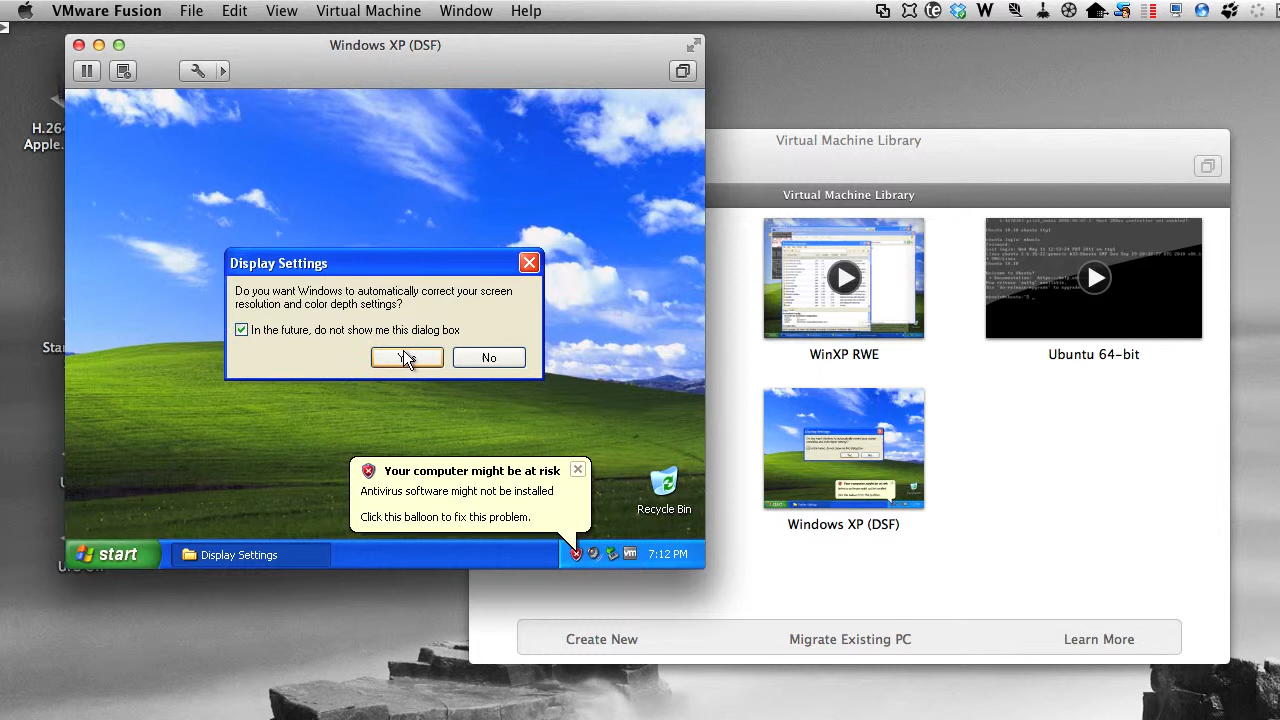 VMware Fusion File Edit View Virtual Machine Window Help
Windows XP (DSF)
H.264
Apple.
Display Settings
Do you want Windows to automatically correct your screen
resolution and color depth settings?
In the future, do not show me this dialog box
Yes
No
Your computer might be at risk
Antivirus software might not be installed
Click this balloon to fix this problem.
Recycle Bin
start
Display Settings
vm
7:12 PM
Virtual Machine Library
Virtual Machine Library
WinXP RWE
Ubuntu 64-bit
Windows XP (DSF)
Create New
Migrate Existing PC
Learn More